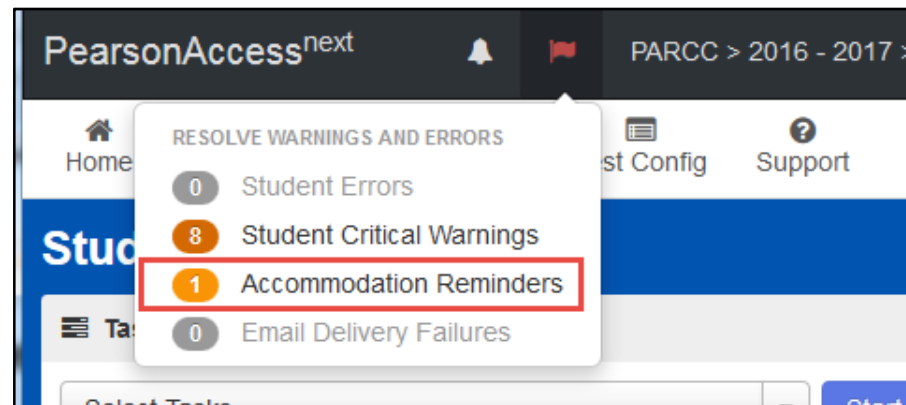 PearsonAccessnext
PARCC > 2016 - 2017 >
Home
RESOLVE WARNINGS AND ERRORS
st Config
Support
0 Student Errors
8 Student Critical Warnings
1 Accommodation Reminders
0 Email Delivery Failures
Stud
Ta
Select Tasks
Start